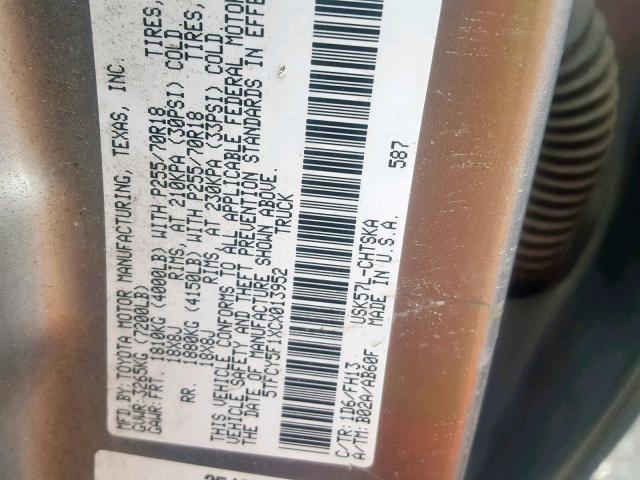 MFD.BY:TOYOTA MOTOR MANUFACTURING, TEXAS, INC.
GVWR: 3265KG (7200LB)
GAWR:FRT: 1810KG (4000LB) WITH P255/70R18 TIRES,
18X8J RIMS, AT 210KPA (30PSI) COLD
RR. 1880KG (4150LB) WITH P255/70R18 TIRES,
18X8J RIMS, AT 230KPA (33PSI) COLD
THIS VEHICLE CONFORMS TO ALL APPLICABLE FEDERAL MOTOR
VEHICLE SAFETY AND THEFT PREVENTION STANDARDS IN EFFE
THE DATE OF MANUFACTURE SHOWN ABOVE.
5TFCY5F1XCX013952 TRUCK
C/TR: 1D6/FH13 USK57L-CHTSKA
A/TM: B02A/AB60F MADE IN U.S.A.
587